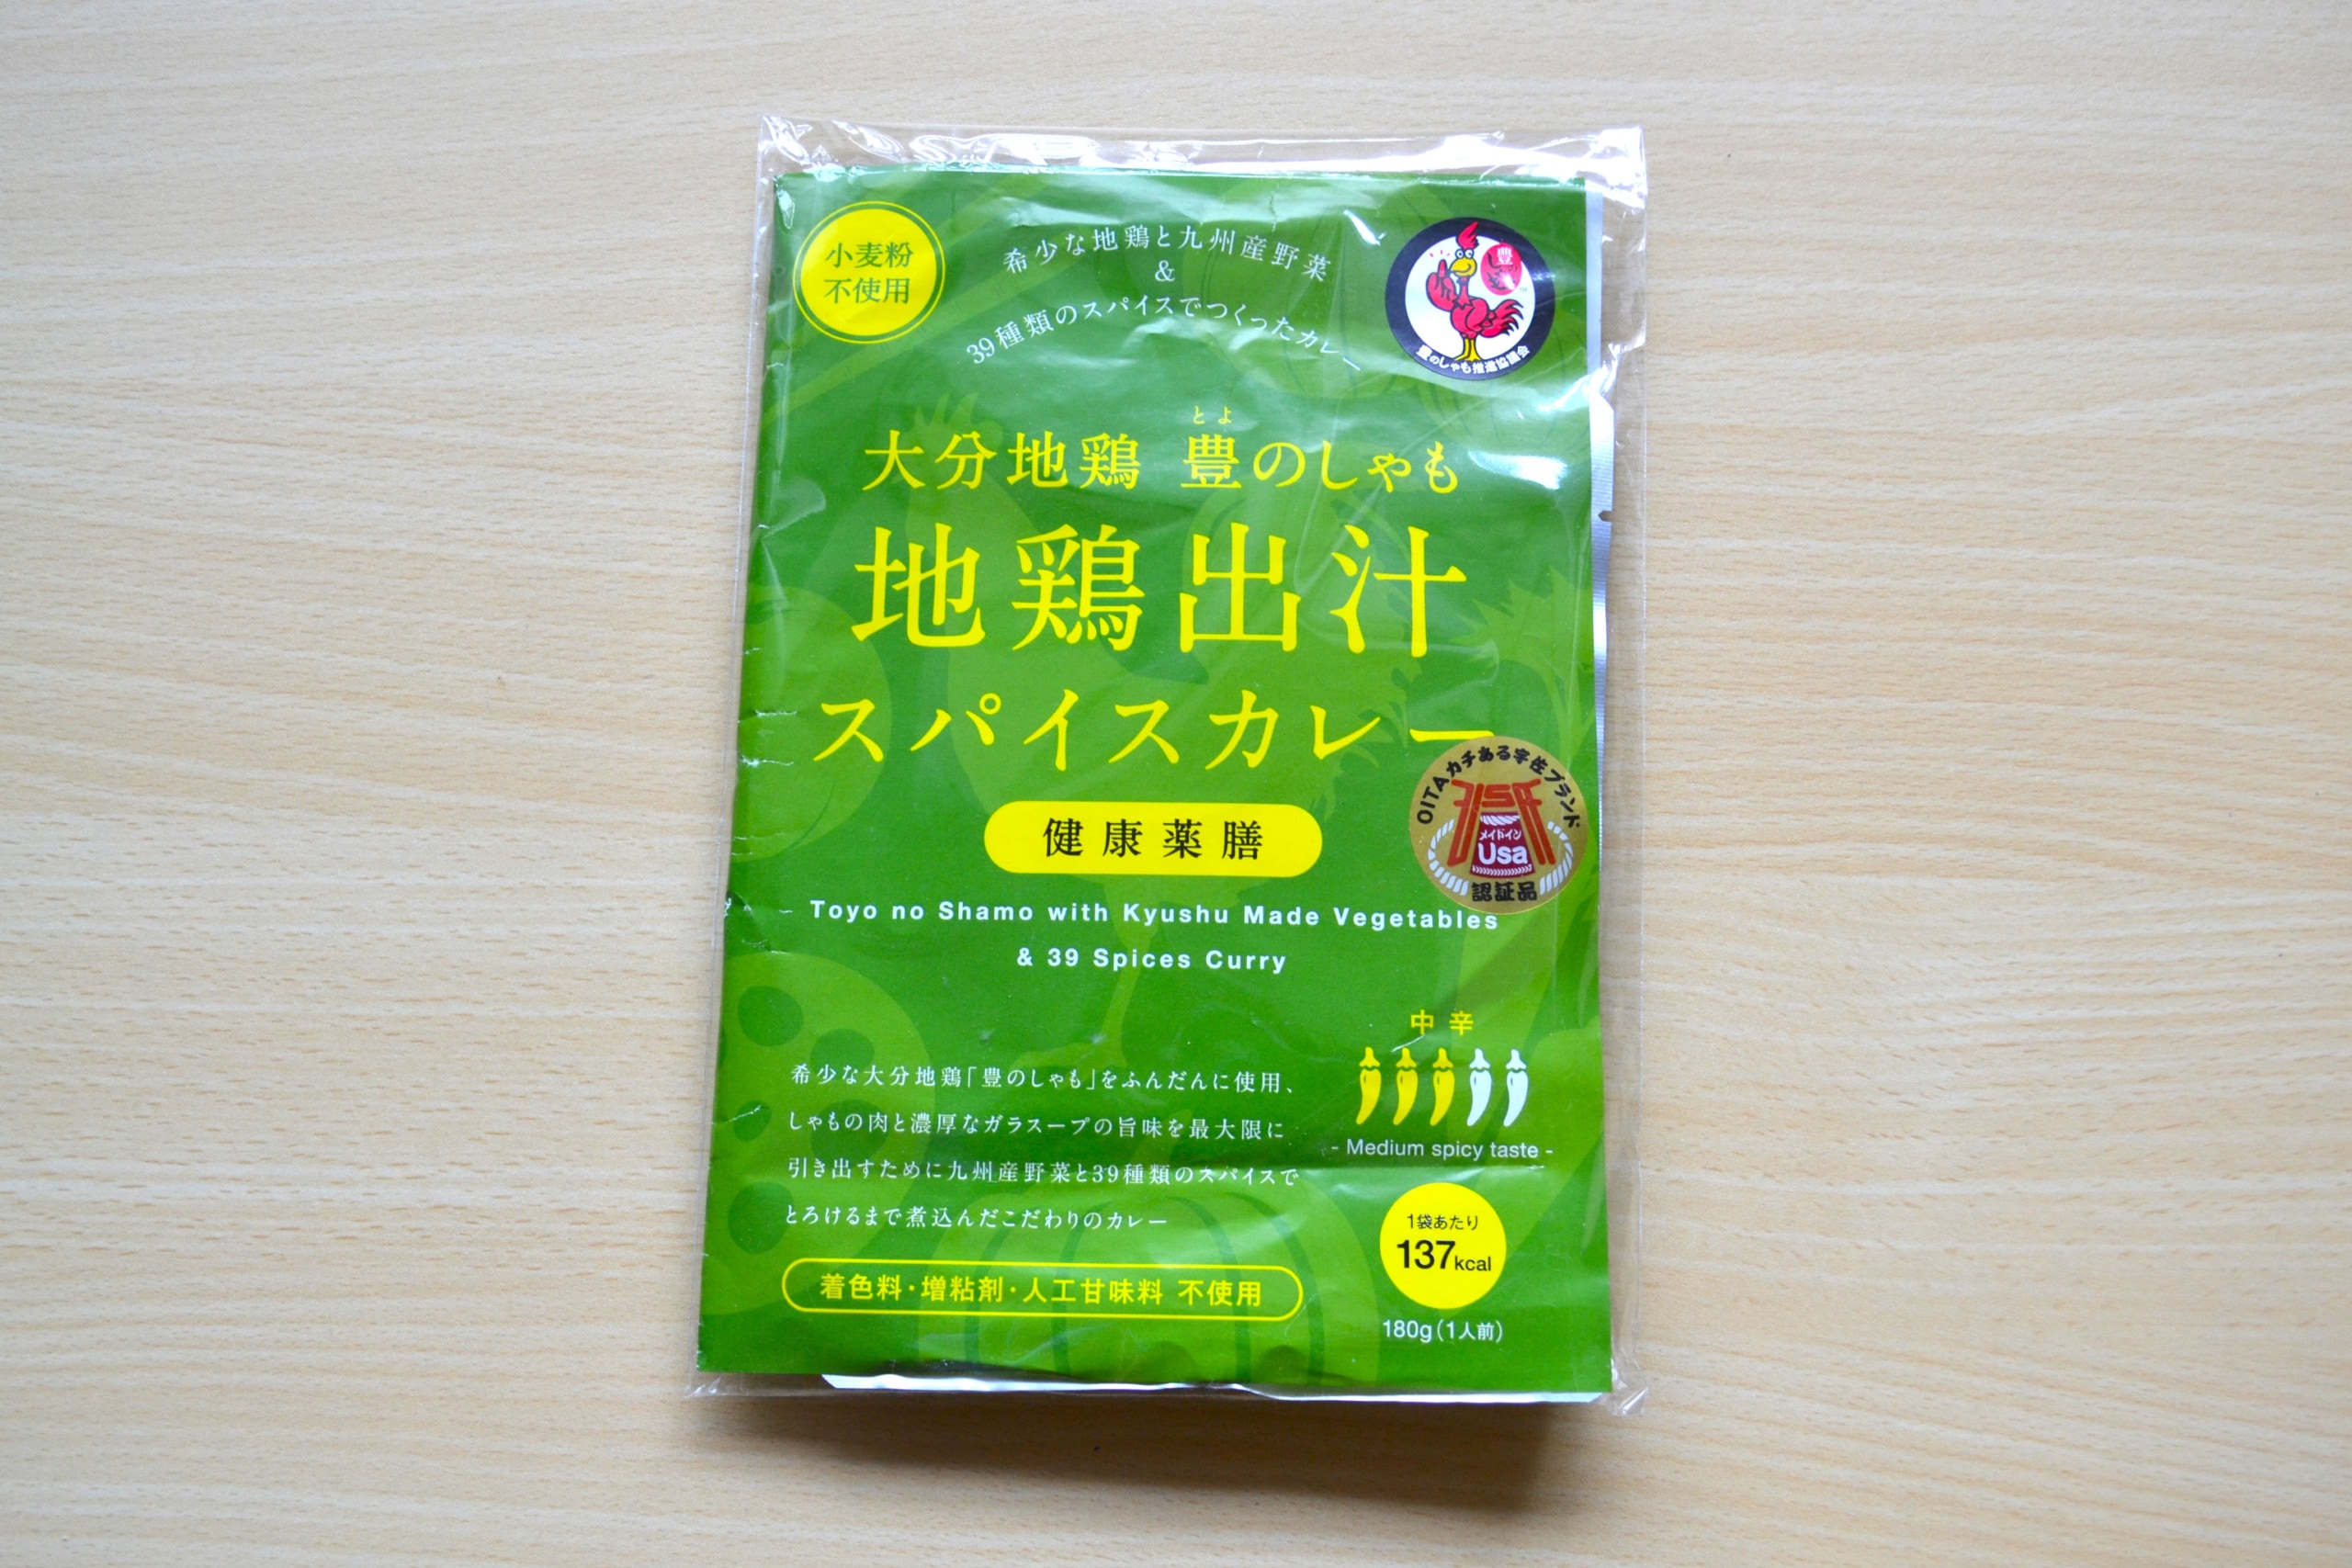 小麦粉
不使用
希少な地鶏と九州産野菜
&
39種類のスパイスでつくったカレー
豊のしゃも推進協議会
とよ
大分地鶏 豊のしゃも
地鶏出汁
スパイスカレー
OITAカチある宇佐ブランド
メイドイン
Usa
認証品
健康薬膳
Toyo no Shamo with Kyushu Made Vegetables
& 39 Spices Curry
中辛
- Medium spicy taste -
希少な大分地鶏「豊のしゃも」をふんだんに使用、
しゃもの肉と濃厚なガラスープの旨味を最大限に
引き出すために九州産野菜と39種類のスパイスで
とろけるまで煮込んだこだわりのカレー
着色料・増粘剤・人工甘味料 不使用
1袋あたり
137kcal
180g(1人前)